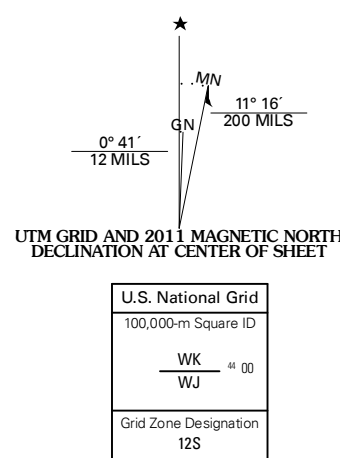 ★
MN
11° 16´
200 MILS
GN
0° 41´
12 MILS
UTM GRID AND 2011 MAGNETIC NORTH
DECLINATION AT CENTER OF SHEET
U.S. National Grid
100,000-m Square ID
WK
44 00
WJ
Grid Zone Designation
12S